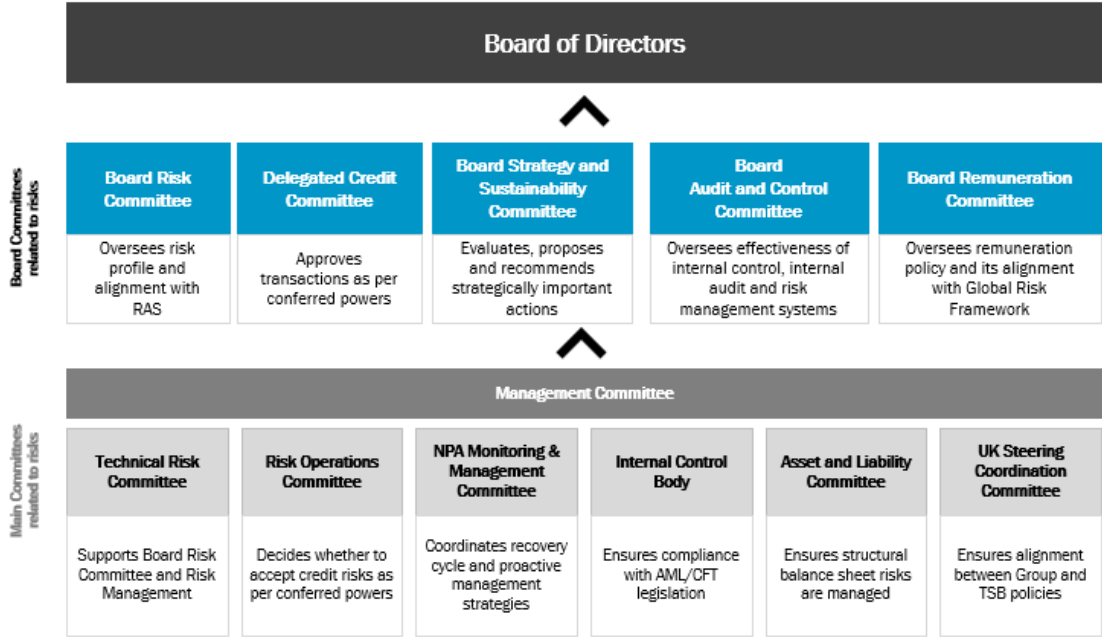 Board of Directors
Board Committees
related to risks
Board Risk
Committee
Oversees risk
profile and
alignment with
RAS
Delegated Credit
Committee
Approves
transactions as per
conferred powers
Board Strategy and
Sustainability
Committee
Evaluates, proposes
and recommends
strategically important
actions
Board
Audit and Control
Committee
Oversees effectiveness of
internal control, internal
audit and risk
management systems
Board Remuneration
Committee
Oversees remuneration
policy and its alignment
with Global Risk
Framework
Management Committee
Main Committees
related to risks
Technical Risk
Committee
Supports Board Risk
Committee and Risk
Management
Risk Operations
Committee
Decides whether to
accept credit risks as
per conferred powers
NPA Monitoring &
Management
Committee
Coordinates recovery
cycle and proactive
management
strategies
Internal Control
Body
Ensures compliance
with AML/CFT
legislation
Asset and Liability
Committee
Ensures structural
balance sheet risks
are managed
UK Steering
Coordination
Committee
Ensures alignment
between Group and
TSB policies